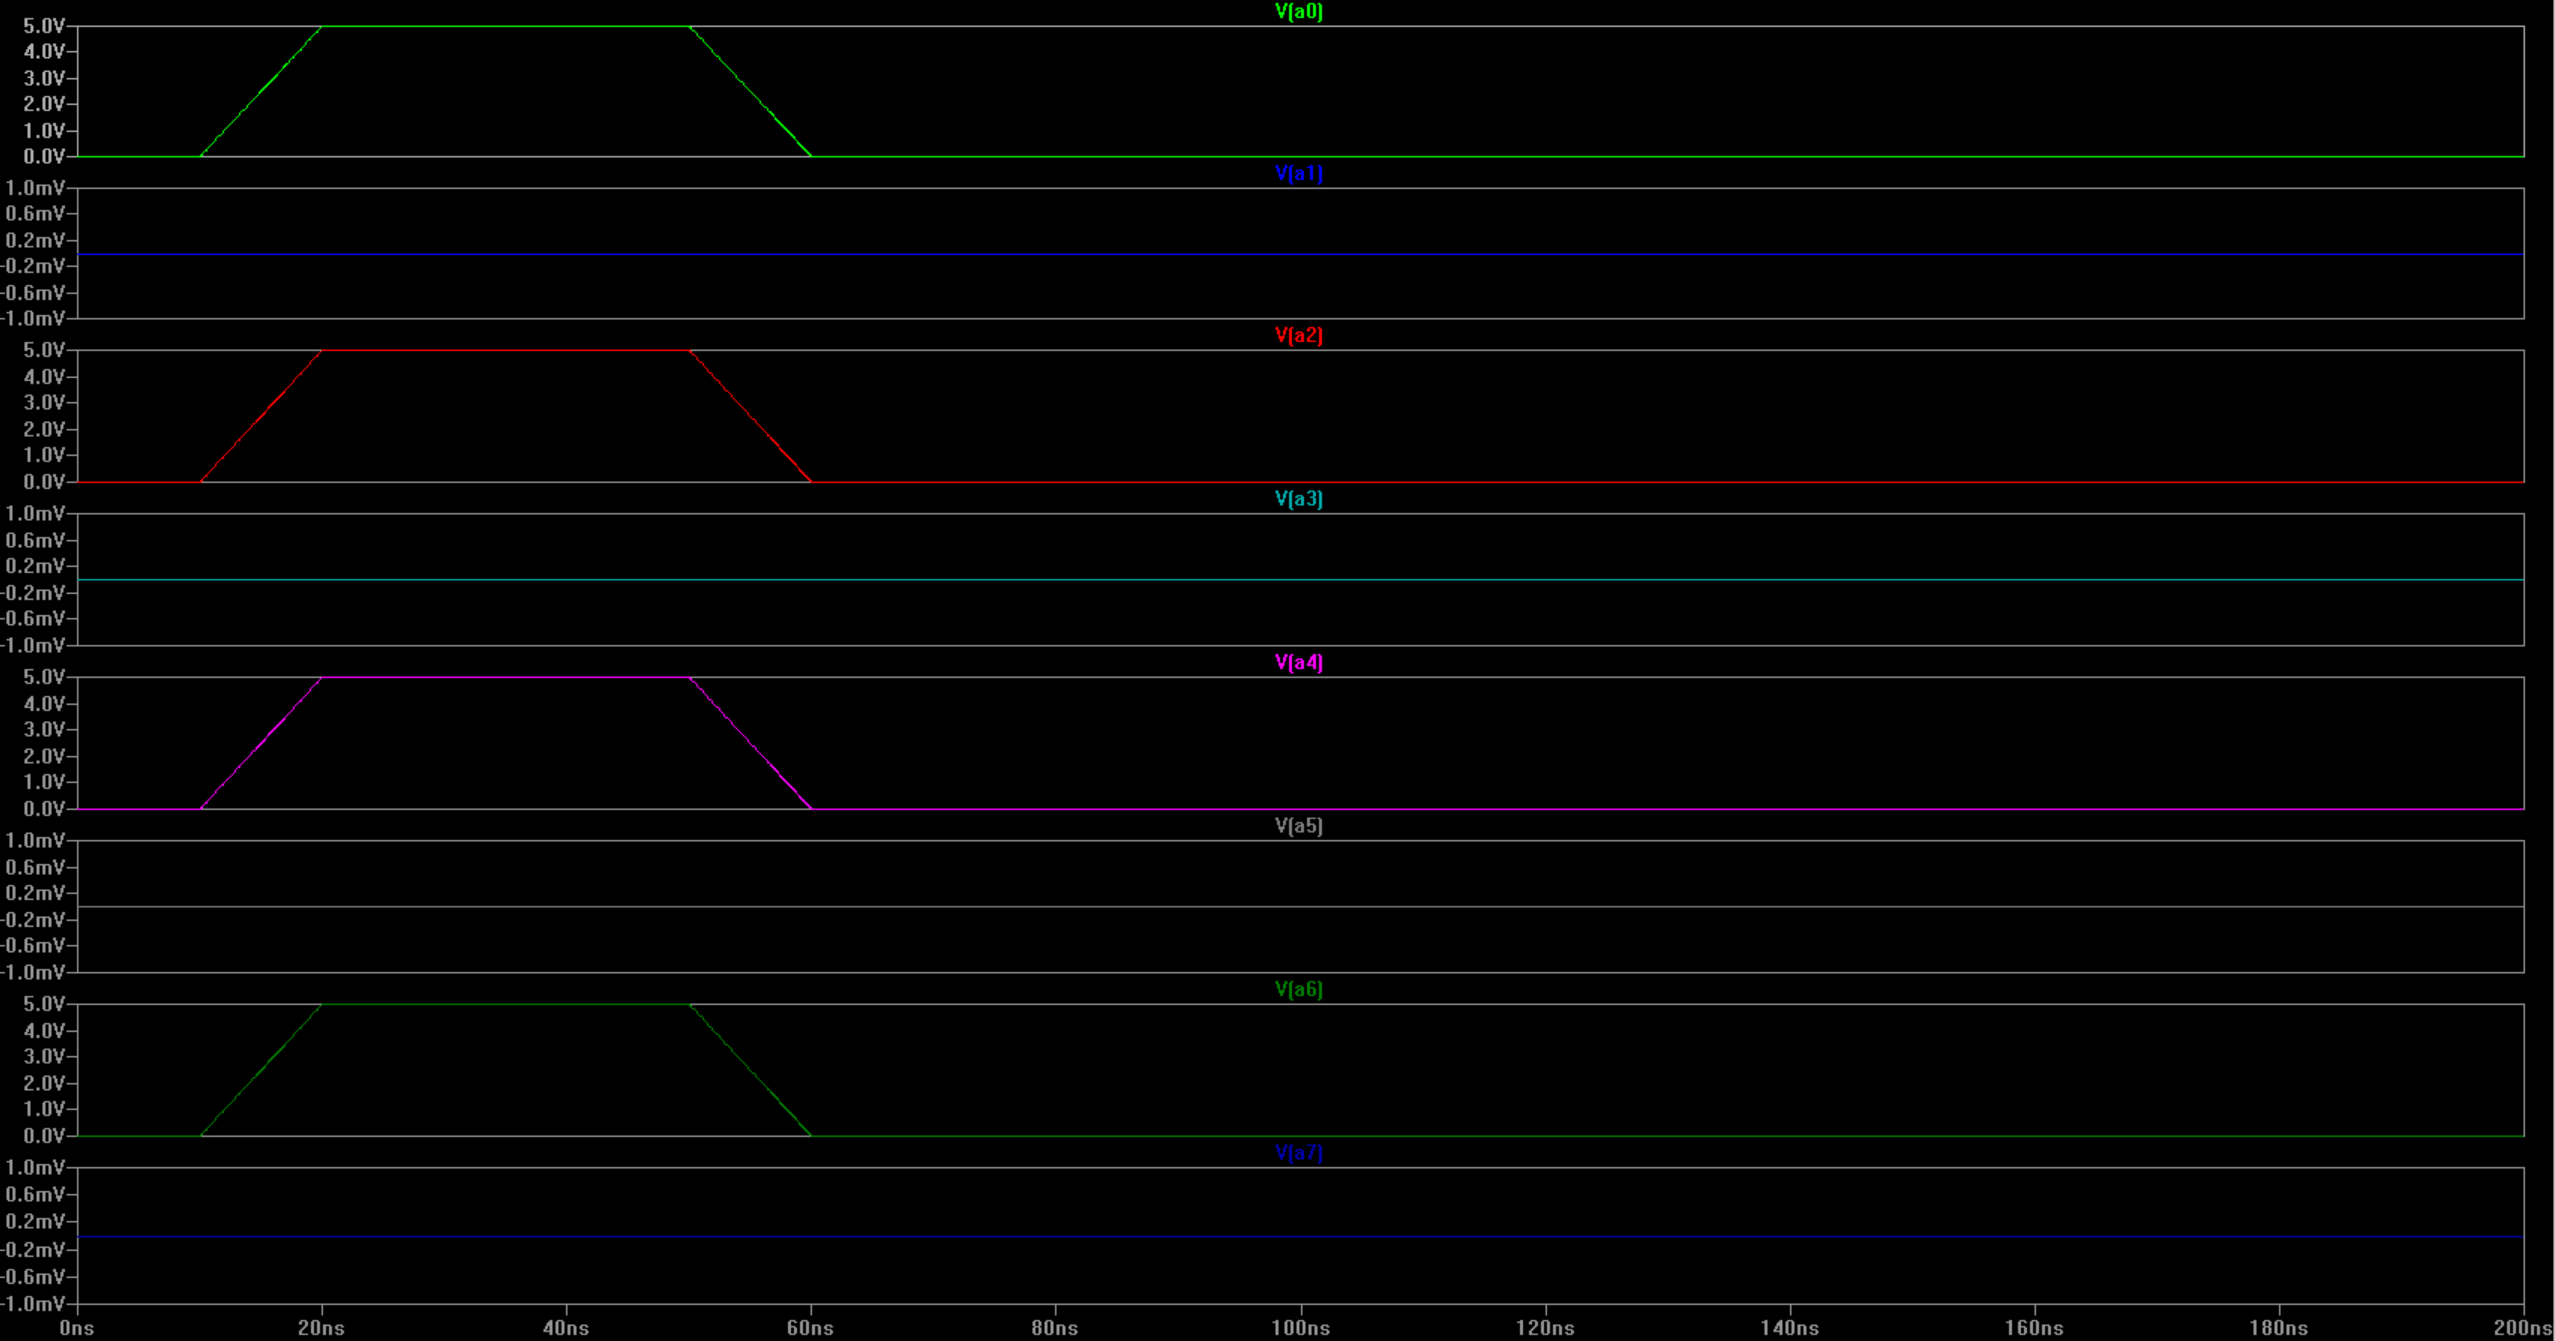 V(a0)
5.0V
4.0V
3.0V
2.0V
1.0V
0.0V
V(a1)
1.0mV
0.6mV
0.2mV
-0.2mV
-0.6mV
-1.0mV
V(a2)
5.0V
4.0V
3.0V
2.0V
1.0V
0.0V
V(a3)
1.0mV
0.6mV
0.2mV
-0.2mV
-0.6mV
-1.0mV
V(a4)
5.0V
4.0V
3.0V
2.0V
1.0V
0.0V
V(a5)
1.0mV
0.6mV
0.2mV
-0.2mV
-0.6mV
-1.0mV
V(a6)
5.0V
4.0V
3.0V
2.0V
1.0V
0.0V
V(a7)
1.0mV
0.6mV
0.2mV
-0.2mV
-0.6mV
-1.0mV
0ns 20ns 40ns 60ns 80ns 100ns 120ns 140ns 160ns 180ns 200ns